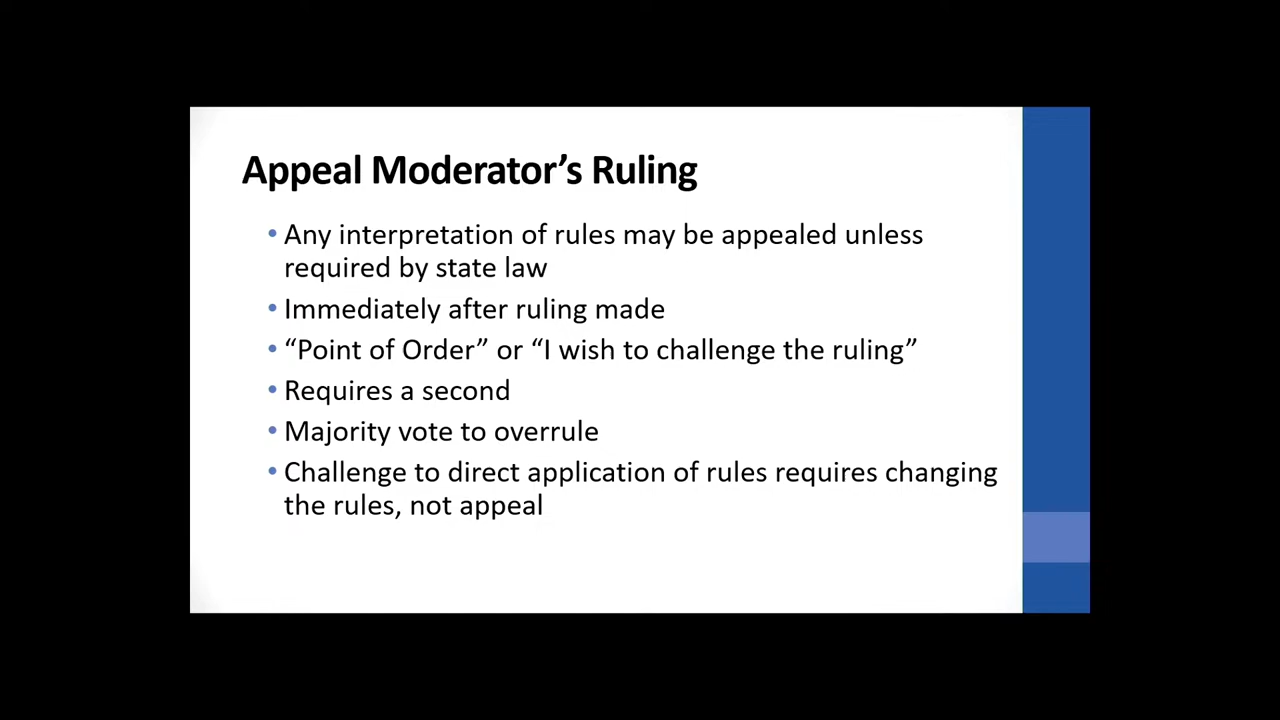 Appeal Moderator’s Ruling
• Any interpretation of rules may be appealed unless
required by state law
• Immediately after ruling made
• “Point of Order” or “I wish to challenge the ruling”
• Requires a second
• Majority vote to overrule
• Challenge to direct application of rules requires changing
the rules, not appeal